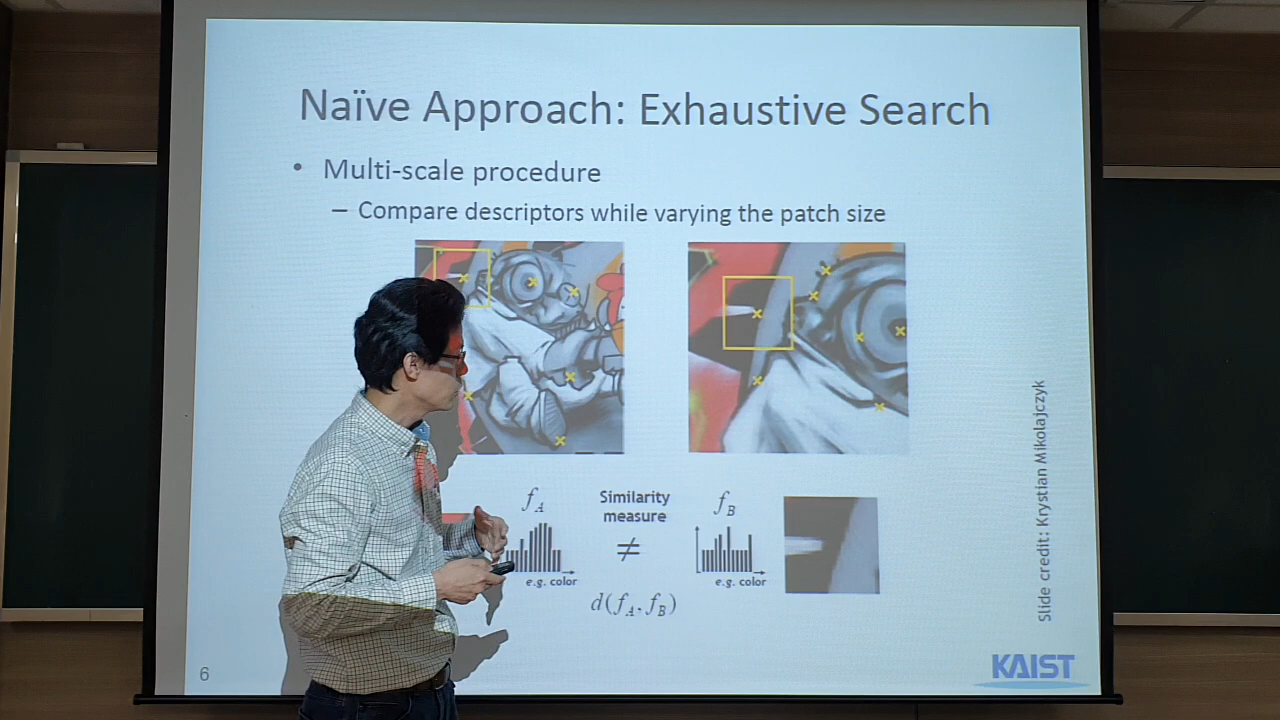 Naïve Approach: Exhaustive Search
• Multi-scale procedure
– Compare descriptors while varying the patch size
f_A
Similarity
measure
f_B
≠
e.g. color
e.g. color
d(f_A, f_B)
Slide credit: Krystian Mikolajczyk
6
KAIST